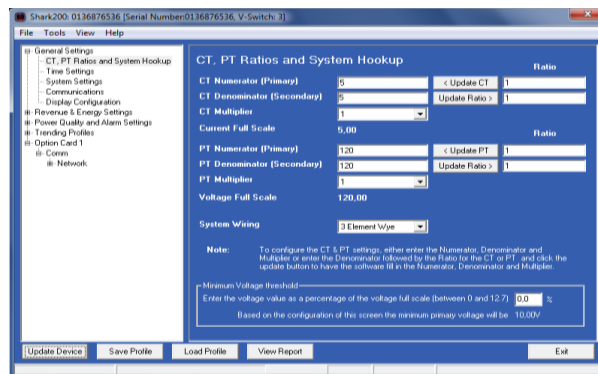 Shark200: 0136876536 [Serial Number:0136876536, V-Switch: 3]
File Tools View Help
General Settings
CT, PT Ratios and System Hookup
Time Settings
System Settings
Communications
Display Configuration
Revenue & Energy Settings
Power Quality and Alarm Settings
Trending Profiles
Option Card 1
Comm
Network
CT, PT Ratios and System Hookup
Ratio
CT Numerator (Primary) 5 < Update CT 1
CT Denominator (Secondary) 5 Update Ratio > 1
CT Multiplier 1
Current Full Scale 5,00
Ratio
PT Numerator (Primary) 120 < Update PT 1
PT Denominator (Secondary) 120 Update Ratio > 1
PT Multiplier 1
Voltage Full Scale 120,00
System Wiring 3 Element Wye
Note: To configure the CT & PT settings, either enter the Numerator, Denominator and
Multiplier or enter the Denominator followed by the Ratio for the CT or PT and click the
update button to have the software fill in the Numerator, Denominator and Multiplier.
Minimum Voltage threshold
Enter the voltage value as a percentage of the voltage full scale (between 0 and 12.7) 0,0 %
Based on the configuration of this screen the minimum primary voltage will be 10,00V
Update Device Save Profile Load Profile View Report Exit